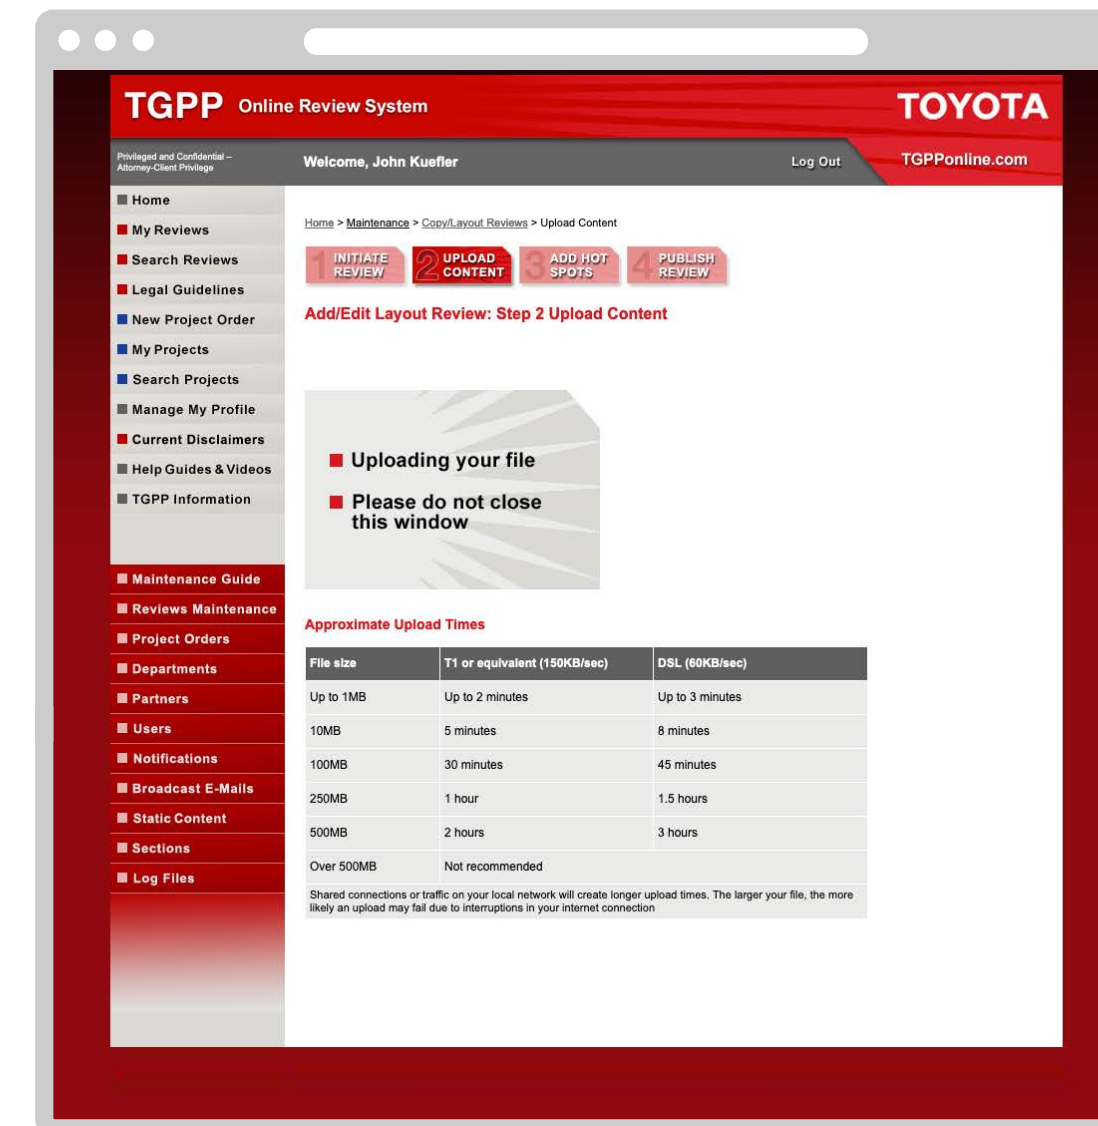 TGPP Online Review System
TOYOTA
Privileged and Confidential –
Attorney-Client Privilege
Welcome, John Kuefler
Log Out
TGPPonline.com
Home
My Reviews
Search Reviews
Legal Guidelines
New Project Order
My Projects
Search Projects
Manage My Profile
Current Disclaimers
Help Guides & Videos
TGPP Information
Maintenance Guide
Reviews Maintenance
Project Orders
Departments
Partners
Users
Notifications
Broadcast E-Mails
Static Content
Sections
Log Files
Home > Maintenance > Copy/Layout Reviews > Upload Content
1 INITIATE REVIEW
2 UPLOAD CONTENT
3 ADD HOT SPOTS
4 PUBLISH REVIEW
Add/Edit Layout Review: Step 2 Upload Content
Uploading your file
Please do not close
this window
Approximate Upload Times
File size T1 or equivalent (150KB/sec) DSL (60KB/sec)
Up to 1MB Up to 2 minutes Up to 3 minutes
10MB 5 minutes 8 minutes
100MB 30 minutes 45 minutes
250MB 1 hour 1.5 hours
500MB 2 hours 3 hours
Over 500MB Not recommended
Shared connections or traffic on your local network will create longer upload times. The larger your file, the more
likely an upload may fail due to interruptions in your internet connection